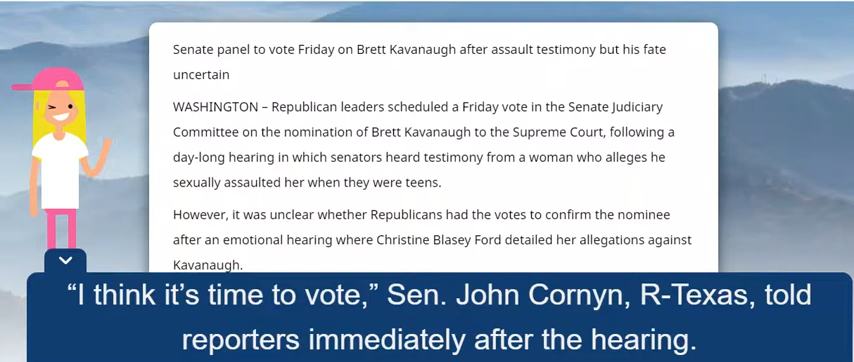 Senate panel to vote Friday on Brett Kavanaugh after assault testimony but his fate
uncertain
WASHINGTON – Republican leaders scheduled a Friday vote in the Senate Judiciary
Committee on the nomination of Brett Kavanaugh to the Supreme Court, following a
day-long hearing in which senators heard testimony from a woman who alleges he
sexually assaulted her when they were teens.
However, it was unclear whether Republicans had the votes to confirm the nominee
after an emotional hearing where Christine Blasey Ford detailed her allegations against
Kavanaugh.
“I think it’s time to vote,” Sen. John Cornyn, R-Texas, told
reporters immediately after the hearing.